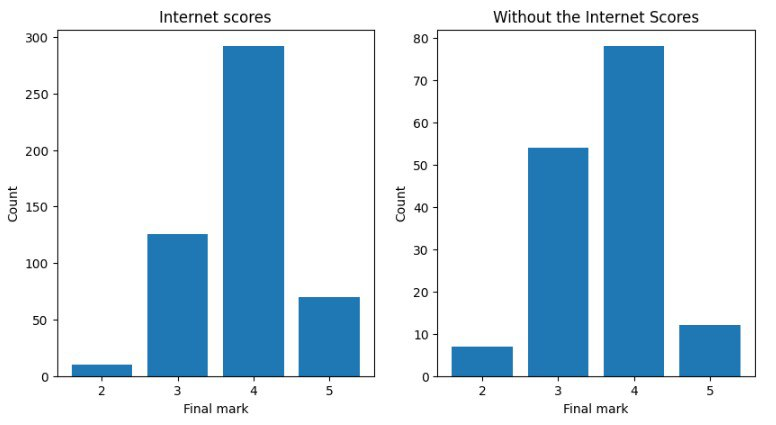 Internet scores
300
250
200
150
100
50
0
Count
2 3 4 5
Final mark
Without the Internet Scores
80
70
60
50
40
30
20
10
0
Count
2 3 4 5
Final mark